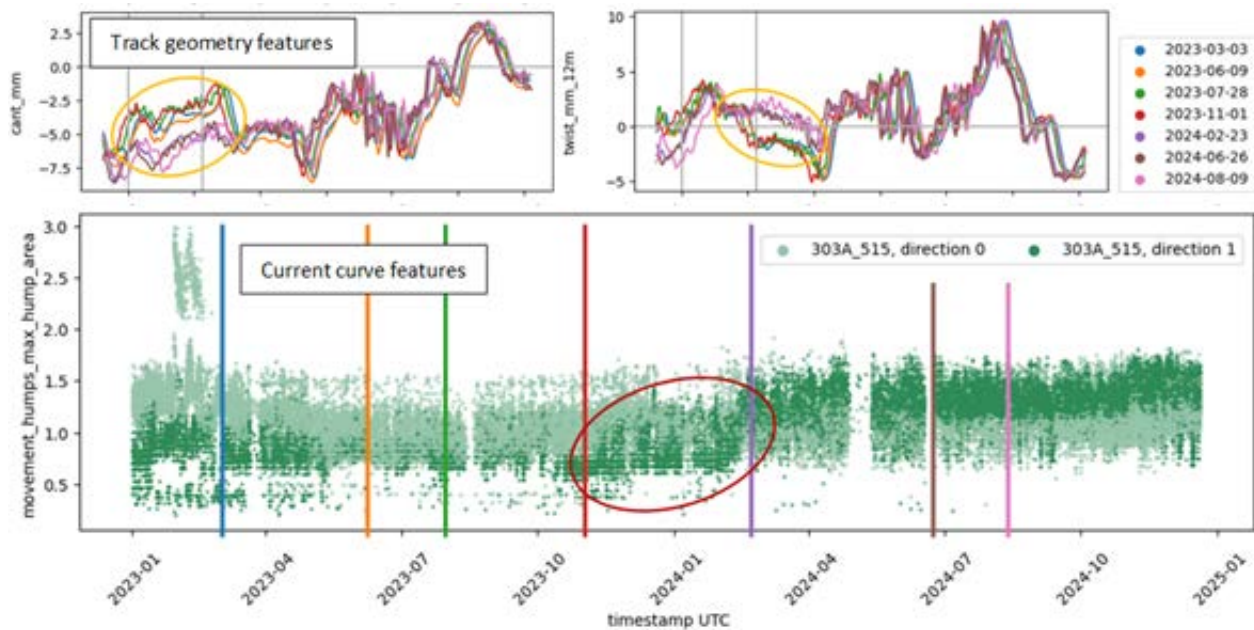 Track geometry features
cant_mm
2.5
0.0
−2.5
−5.0
−7.5
twist_mm_12m
10
5
0
−5
2023-03-03
2023-06-09
2023-07-28
2023-11-01
2024-02-23
2024-06-26
2024-08-09
Current curve features
303A_515, direction 0 303A_515, direction 1
movement_humps_max_hump_area
3.0
2.5
2.0
1.5
1.0
0.5
2023-01 2023-04 2023-07 2023-10 2024-01 2024-04 2024-07 2024-10 2025-01
timestamp UTC